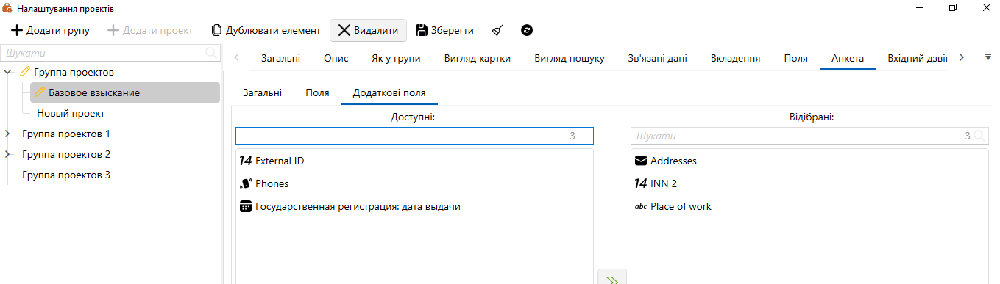 Налаштування проектів
Додати групу Додати проект Дублювати елемент Видалити Зберегти
Шукати
Группа проектов
Базовое взыскание
Новый проект
Группа проектов 1
Группа проектов 2
Группа проектов 3
Загальні Опис Як у групи Вигляд картки Вигляд пошуку Зв'язані дані Вкладення Поля Анкета Вхідний дзвін
Загальні Поля Додаткові поля
Доступні:
3
14 External ID
Phones
Государственная регистрация: дата выдачи
Відібрані:
Шукати 3
Addresses
14 INN 2
abc Place of work